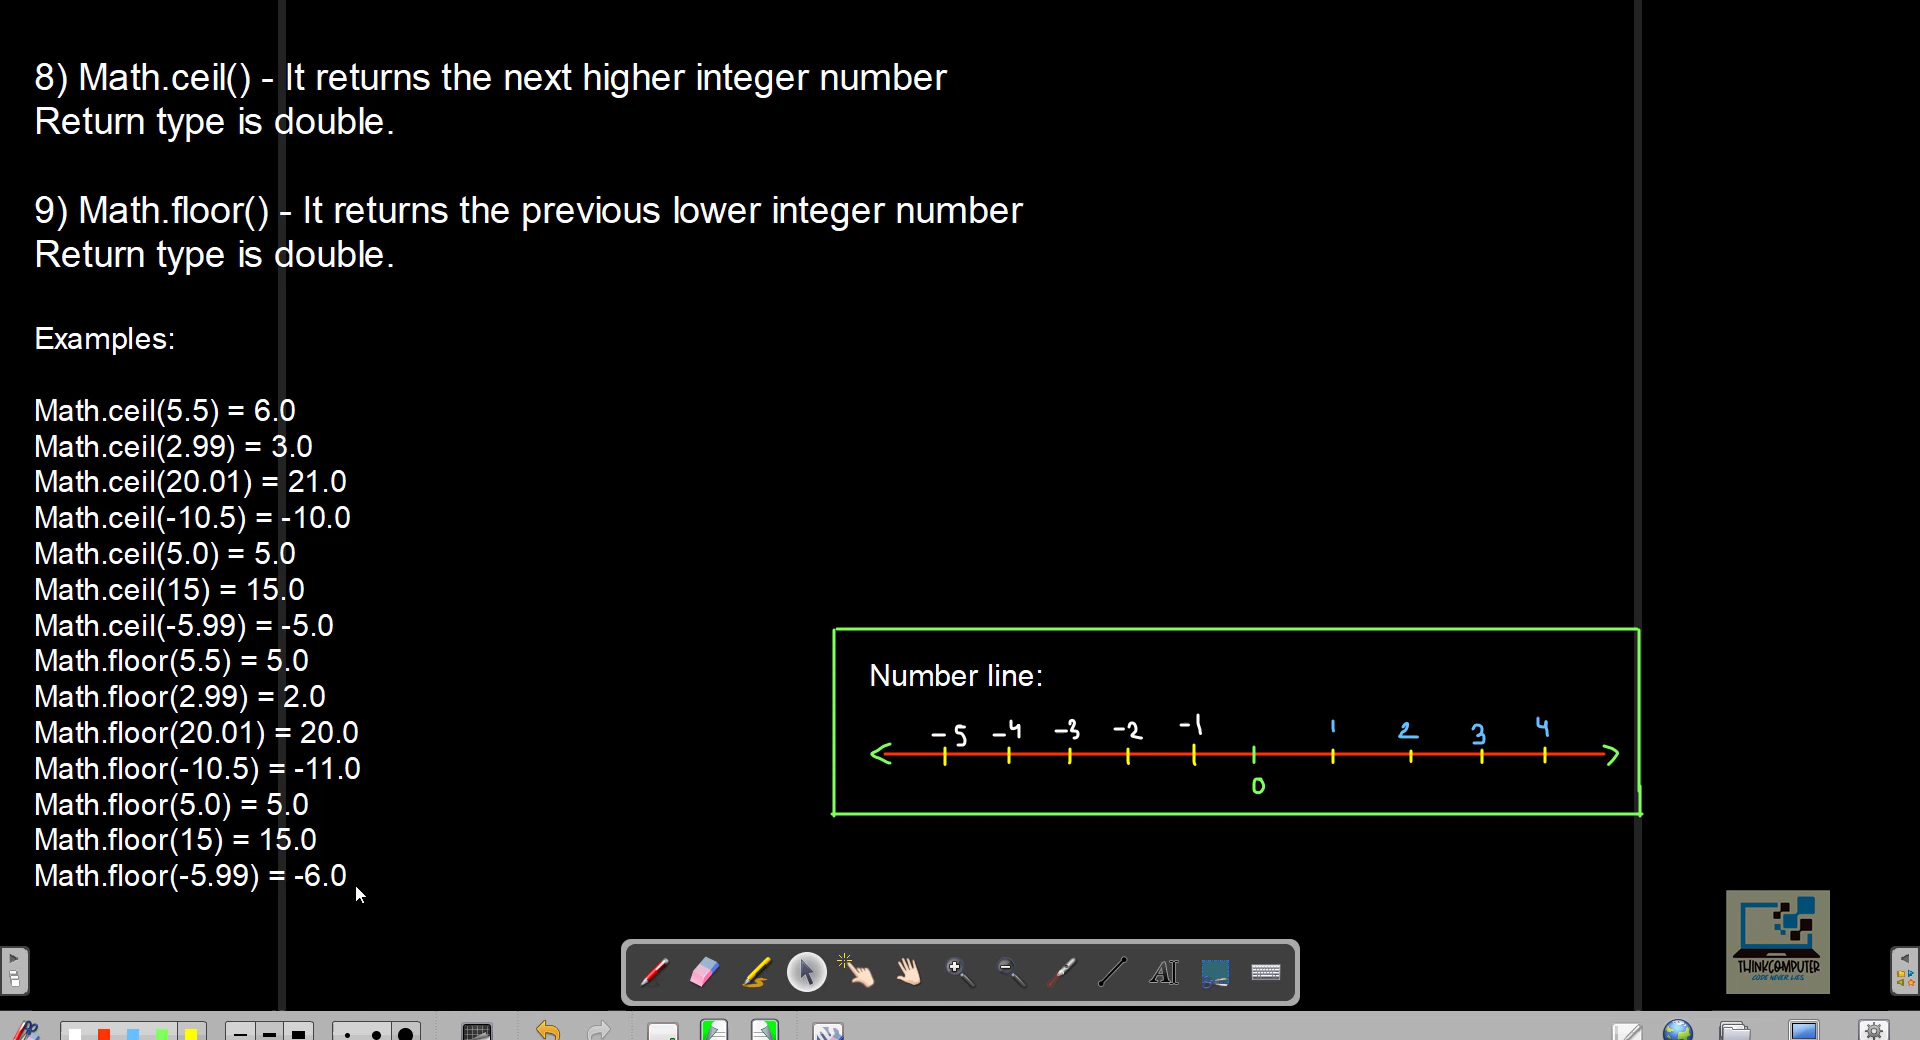 8) Math.ceil() - It returns the next higher integer number
Return type is double.
9) Math.floor() - It returns the previous lower integer number
Return type is double.
Examples:
Math.ceil(5.5) = 6.0
Math.ceil(2.99) = 3.0
Math.ceil(20.01) = 21.0
Math.ceil(-10.5) = -10.0
Math.ceil(5.0) = 5.0
Math.ceil(15) = 15.0
Math.ceil(-5.99) = -5.0
Math.floor(5.5) = 5.0
Math.floor(2.99) = 2.0
Math.floor(20.01) = 20.0
Math.floor(-10.5) = -11.0
Math.floor(5.0) = 5.0
Math.floor(15) = 15.0
Math.floor(-5.99) = -6.0
Number line:
-5 -4 -3 -2 -1 1 2 3 4
0
THINKCOMPUTER
CODE NEVER LIES
AI